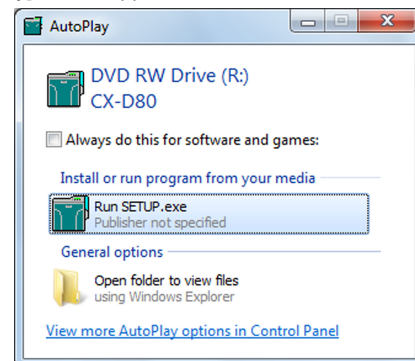 AutoPlay
DVD RW Drive (R:)
CX-D80
Always do this for software and games:
Install or run program from your media
Run SETUP.exe
Publisher not specified
General options
Open folder to view files
using Windows Explorer
View more AutoPlay options in Control Panel